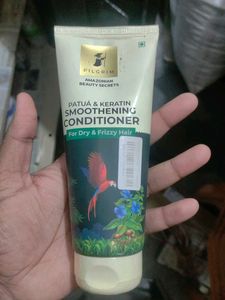 PILGRIM
AMAZONIAN
BEAUTY SECRETS
PATUÁ & KERATIN
SMOOTHENING
CONDITIONER
For Dry & Frizzy Hair